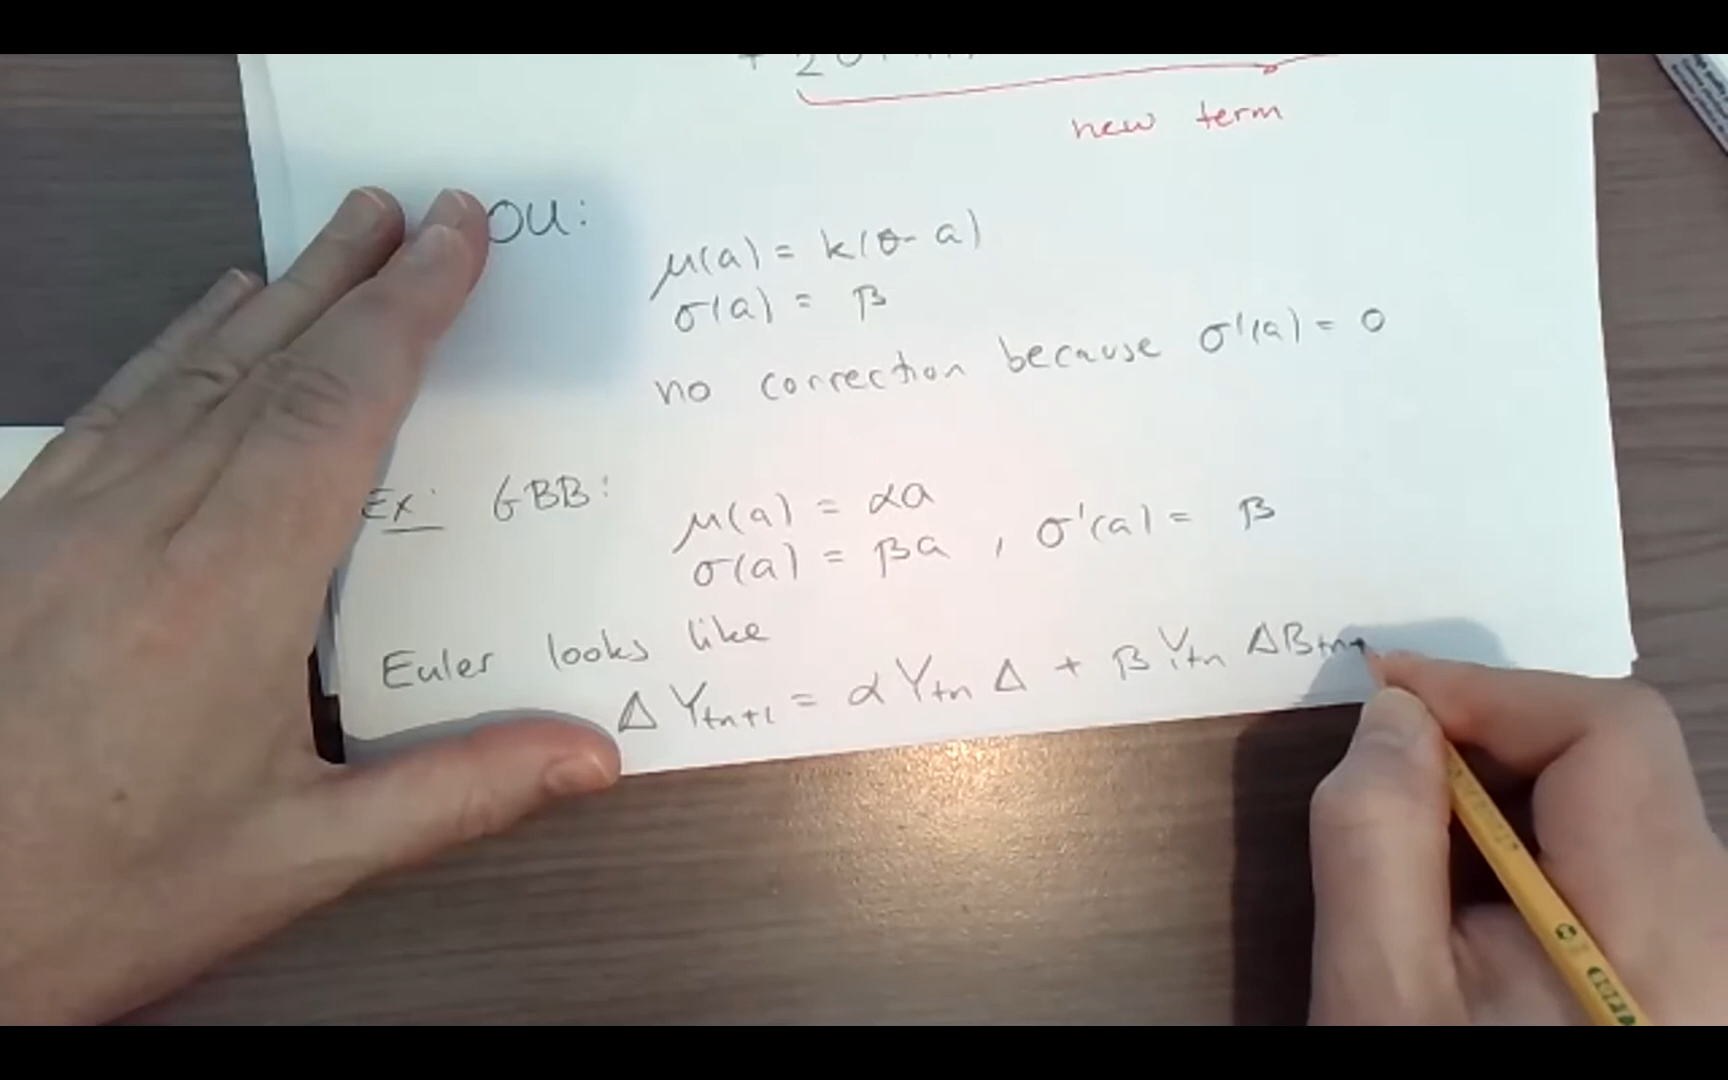 new term
OU:
μ(a) = k(θ - a)
σ(a) = β
no correction because σ'(a) = 0
Ex: GBB:
μ(a) = αa
σ(a) = βa , σ'(a) = β
Euler looks like
ΔY_{tn+1} = αY_{tn} Δ + βY_{tn} ΔB_{tn+